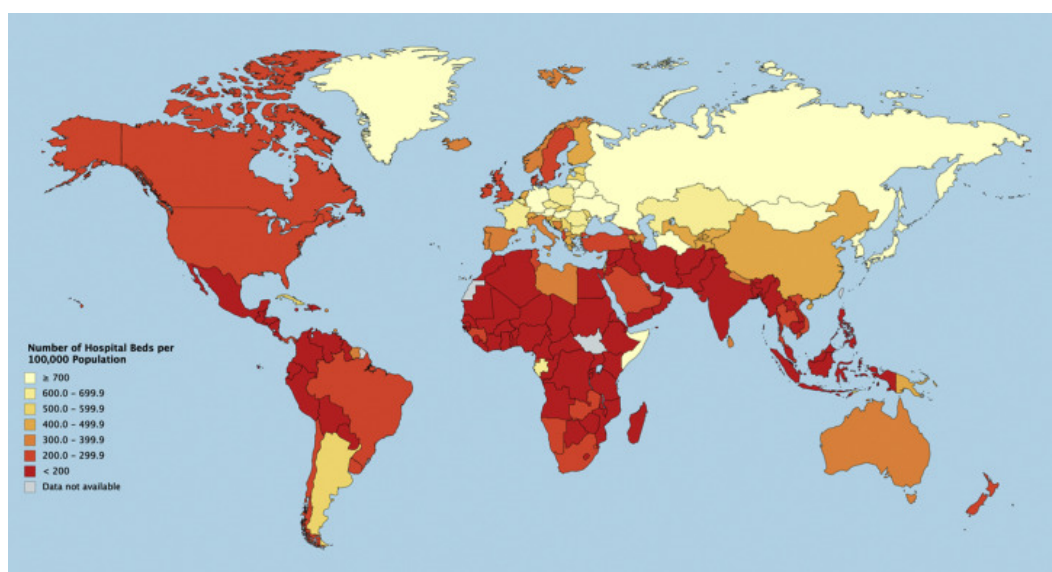 Number of Hospital Beds per
100,000 Population
≥ 700
600.0 - 699.9
500.0 - 599.9
400.0 - 499.9
300.0 - 399.9
200.0 - 299.9
< 200
Data not available